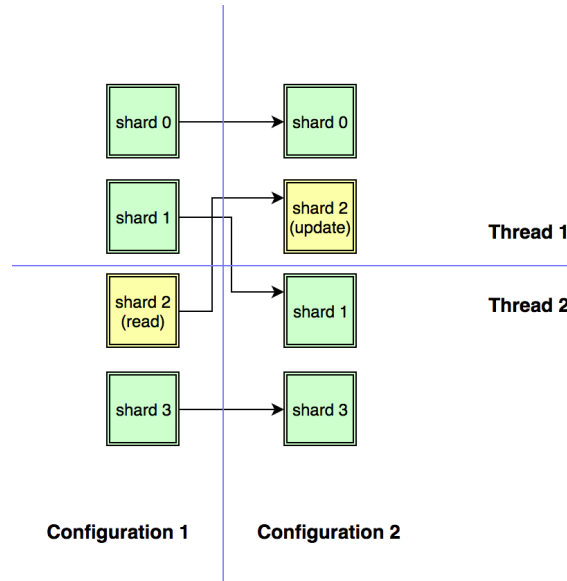 shard 0
shard 0
shard 1
shard 2
(update)
Thread 1
shard 2
(read)
shard 1
Thread 2
shard 3
shard 3
Configuration 1
Configuration 2